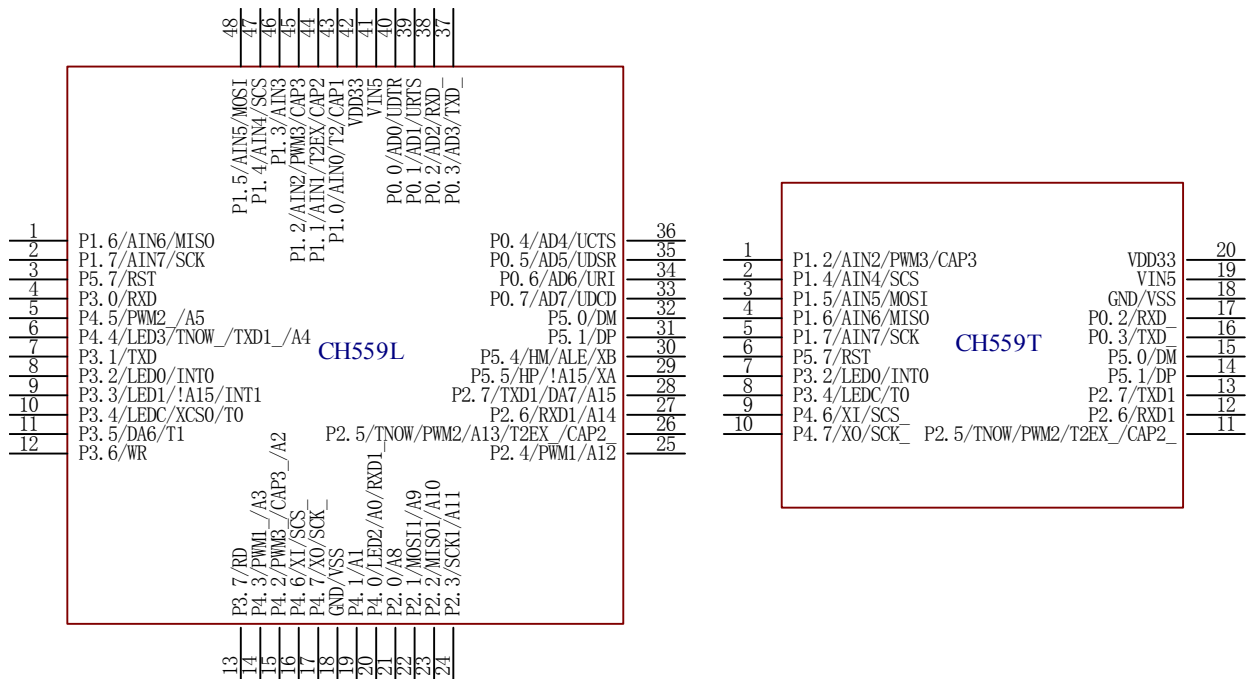 48
47
46
45
44
43
42
41
40
39
38
37
P1.5/AIN5/MOSI
P1.4/AIN4/SCS
P1.3/AIN3
P1.2/AIN2/PWM3/CAP3
P1.1/AIN1/T2EX/CAP2
P1.0/AIN0/T2/CAP1
VDD33
VIN5
P0.0/AD0/UDTR
P0.1/AD1/URTS
P0.2/AD2/RXD_
P0.3/AD3/TXD_
1 P1.6/AIN6/MISO
2 P1.7/AIN7/SCK
3 P5.7/RST
4 P3.0/RXD
5 P4.5/PWM2_/A5
6 P4.4/LED3/TNOW_/TXD1_/A4
7 P3.1/TXD
8 P3.2/LED0/INT0
9 P3.3/LED1/!A15/INT1
10 P3.4/LEDC/XCS0/T0
11 P3.5/DA6/T1
12 P3.6/WR
CH559L
P0.4/AD4/UCTS 36
P0.5/AD5/UDSR 35
P0.6/AD6/URI 34
P0.7/AD7/UDCD 33
P5.0/DM 32
P5.1/DP 31
P5.4/HM/ALE/XB 30
P5.5/HP/!A15/XA 29
P2.7/TXD1/DA7/A15 28
P2.6/RXD1/A14 27
P2.5/TNOW/PWM2/A13/T2EX_/CAP2_ 26
P2.4/PWM1/A12 25
P3.7/RD
P4.3/PWM1_/A3
P4.2/PWM3_/CAP3_/A2
P4.6/XI/SCS_
P4.7/XO/SCK_
GND/VSS
P4.1/A1
P4.0/LED2/A0/RXD1_
P2.0/A8
P2.1/MOSI1/A9
P2.2/MISO1/A10
P2.3/SCK1/A11
13
14
15
16
17
18
19
20
21
22
23
24
1 P1.2/AIN2/PWM3/CAP3
2 P1.4/AIN4/SCS
3 P1.5/AIN5/MOSI
4 P1.6/AIN6/MISO
5 P1.7/AIN7/SCK
6 P5.7/RST
7 P3.2/LED0/INT0
8 P3.4/LEDC/T0
9 P4.6/XI/SCS_
10 P4.7/XO/SCK_
CH559T
VDD33 20
VIN5 19
GND/VSS 18
P0.2/RXD_ 17
P0.3/TXD_ 16
P5.0/DM 15
P5.1/DP 14
P2.7/TXD1 13
P2.6/RXD1 12
P2.5/TNOW/PWM2/T2EX_/CAP2_ 11